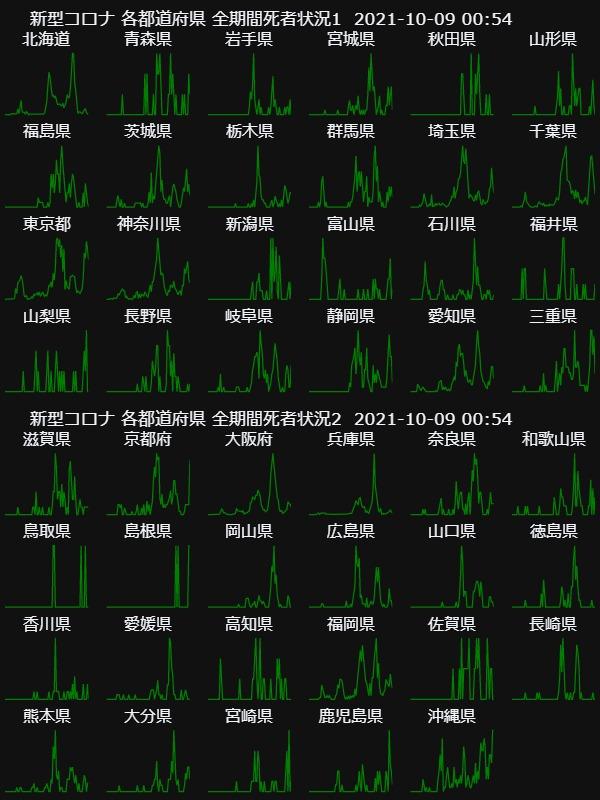 新型コロナ 各都道府県 全期間死者状況1 2021-10-09 00:54
北海道 青森県 岩手県 宮城県 秋田県 山形県
福島県 茨城県 栃木県 群馬県 埼玉県 千葉県
東京都 神奈川県 新潟県 富山県 石川県 福井県
山梨県 長野県 岐阜県 静岡県 愛知県 三重県
新型コロナ 各都道府県 全期間死者状況2 2021-10-09 00:54
滋賀県 京都府 大阪府 兵庫県 奈良県 和歌山県
鳥取県 島根県 岡山県 広島県 山口県 徳島県
香川県 愛媛県 高知県 福岡県 佐賀県 長崎県
熊本県 大分県 宮崎県 鹿児島県 沖縄県